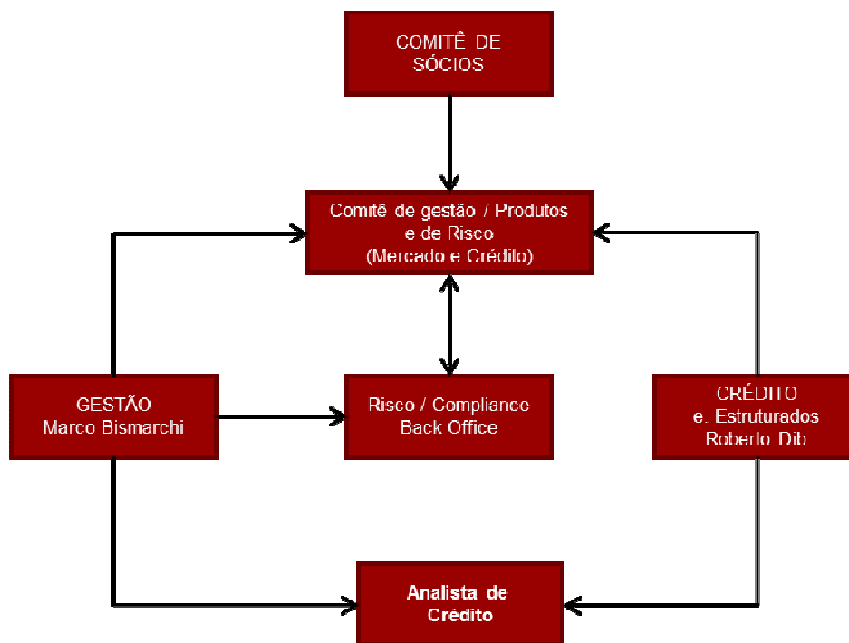 COMITÊ DE
SÓCIOS
Comitê de gestão / Produtos
e de Risco
(Mercado e Crédito)
GESTÃO
Marco Bismarchi
Risco / Compliance
Back Office
CRÉDITO
e. Estruturados
Roberto Dib
Analista de
Crédito